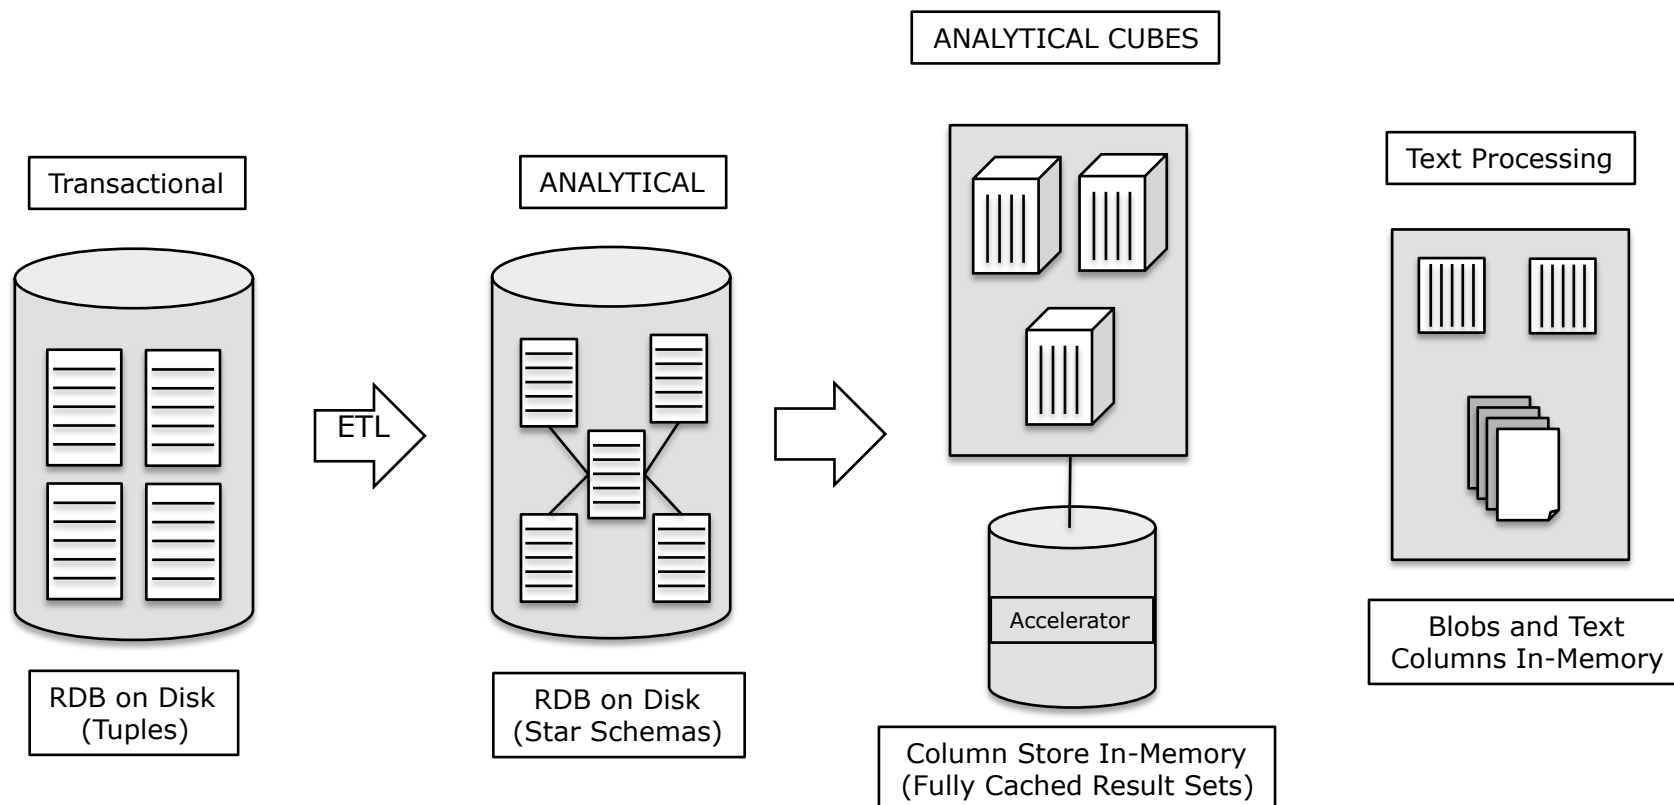 ANALYTICAL CUBES
Transactional
ANALYTICAL
Text Processing
ETL
Accelerator
RDB on Disk
(Tuples)
RDB on Disk
(Star Schemas)
Column Store In-Memory
(Fully Cached Result Sets)
Blobs and Text
Columns In-Memory